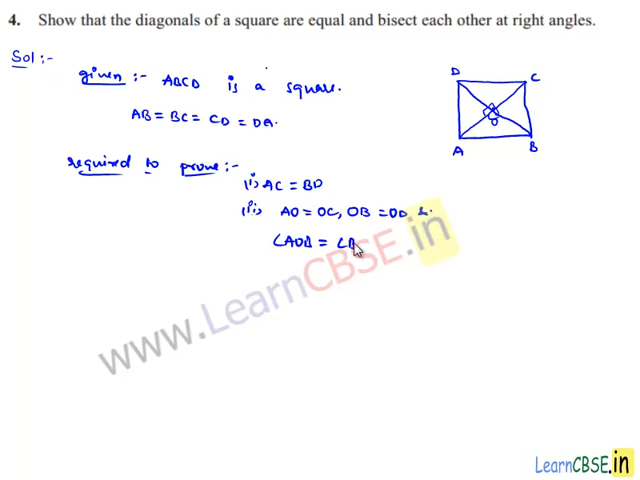 4. Show that the diagonals of a square are equal and bisect each other at right angles.
Sol :-
given :- ABCD is a square.
AB = BC = CD = DA.
D C
O
A B
required to prove :-
(i) AC = BD
(ii) AO = OC, OB = OD &
∠AOB = ∠B
www.LearnCBSE.in
LearnCBSE.in